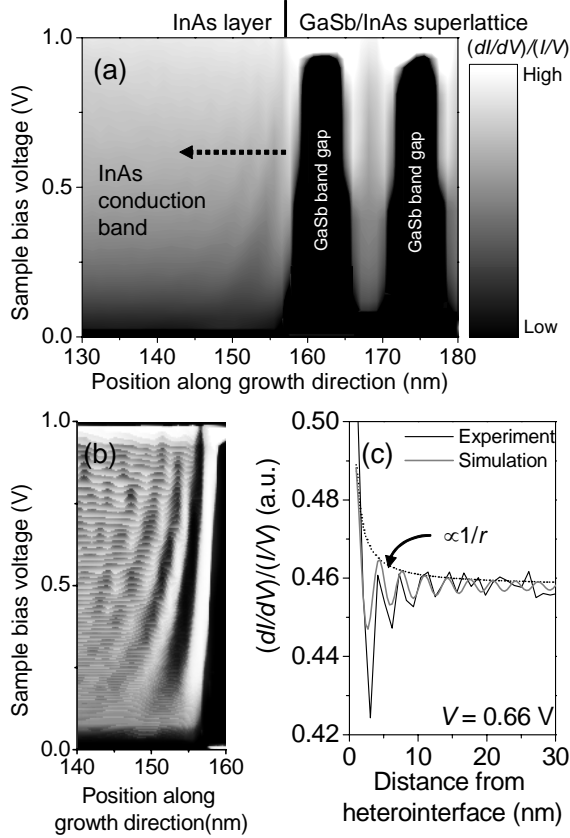 InAs layer GaSb/InAs superlattice
(dI/dV)/(I/V)
(a)
Sample bias voltage (V)
1.0
0.5
0.0
InAs
conduction
band
GaSb band gap
GaSb band gap
High
Low
130 140 150 160 170 180
Position along growth direction (nm)
(b)
Sample bias voltage (V)
1.0
0.5
0.0
140 150 160
Position along
growth direction(nm)
(c)
Experiment
Simulation
(dI/dV)/(I/V) (a.u.)
0.50
0.48
0.46
0.44
0.42
∝1/r
V = 0.66 V
0 10 20 30
Distance from
heterointerface (nm)